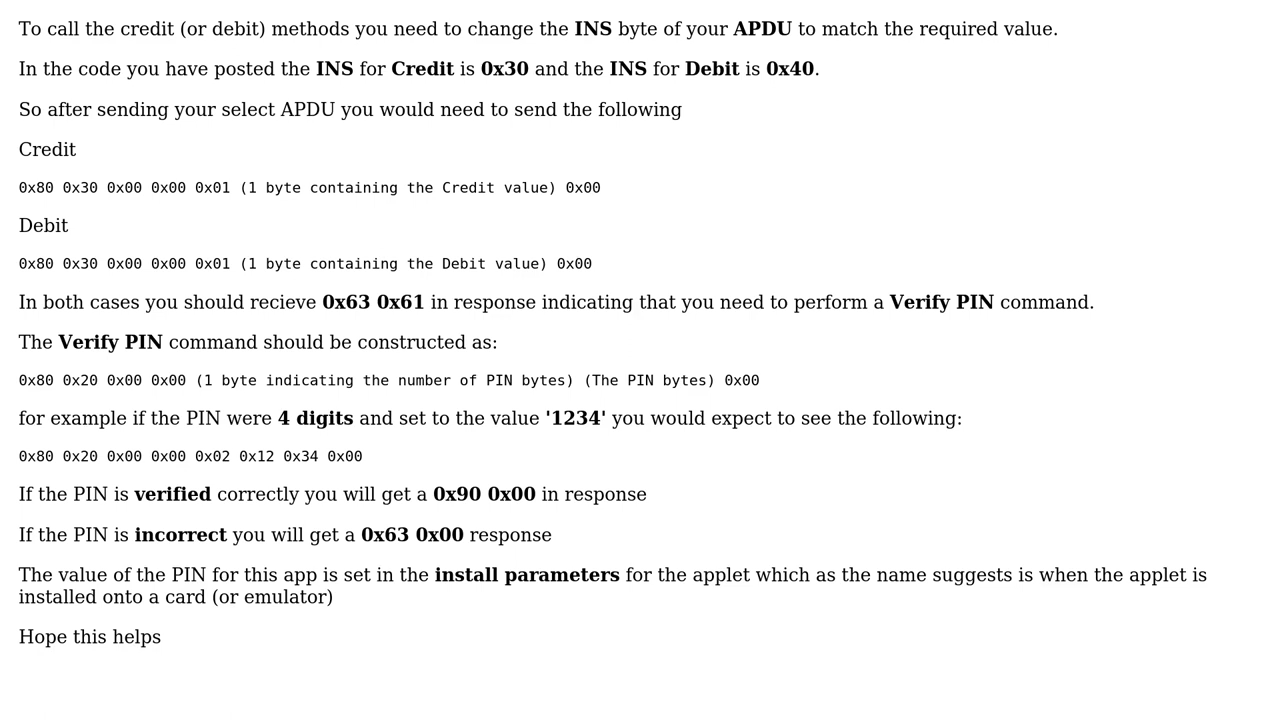 To call the credit (or debit) methods you need to change the INS byte of your APDU to match the required value.
In the code you have posted the INS for Credit is 0x30 and the INS for Debit is 0x40.
So after sending your select APDU you would need to send the following
Credit
0x80 0x30 0x00 0x00 0x01 (1 byte containing the Credit value) 0x00
Debit
0x80 0x30 0x00 0x00 0x01 (1 byte containing the Debit value) 0x00
In both cases you should recieve 0x63 0x61 in response indicating that you need to perform a Verify PIN command.
The Verify PIN command should be constructed as:
0x80 0x20 0x00 0x00 (1 byte indicating the number of PIN bytes) (The PIN bytes) 0x00
for example if the PIN were 4 digits and set to the value '1234' you would expect to see the following:
0x80 0x20 0x00 0x00 0x02 0x12 0x34 0x00
If the PIN is verified correctly you will get a 0x90 0x00 in response
If the PIN is incorrect you will get a 0x63 0x00 response
The value of the PIN for this app is set in the install parameters for the applet which as the name suggests is when the applet is
installed onto a card (or emulator)
Hope this helps